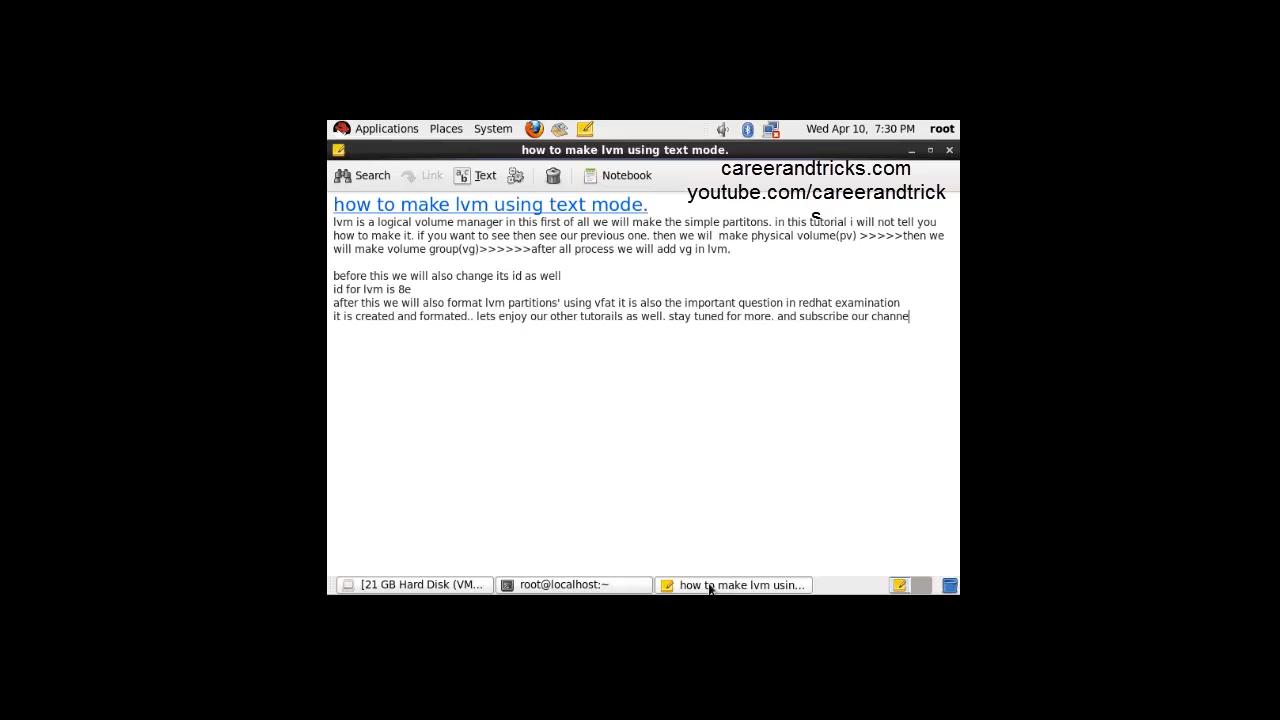 Applications Places System Wed Apr 10, 7:30 PM root
how to make lvm using text mode.
careerandtricks.com
youtube.com/careerandtrick
s
Search Link Text Notebook
how to make lvm using text mode.
lvm is a logical volume manager in this first of all we will make the simple partitons. in this tutorial i will not tell you
how to make it. if you want to see then see our previous one. then we wil  make physical volume(pv) >>>>>then we
will make volume group(vg)>>>>>>after all process we will add vg in lvm.
before this we will also change its id as well
id for lvm is 8e
after this we will also format lvm partitions' using vfat it is also the important question in redhat examination
it is created and formated.. lets enjoy our other tutorails as well. stay tuned for more. and subscribe our channe
[21 GB Hard Disk (VM... root@localhost:~ how to make lvm usin...